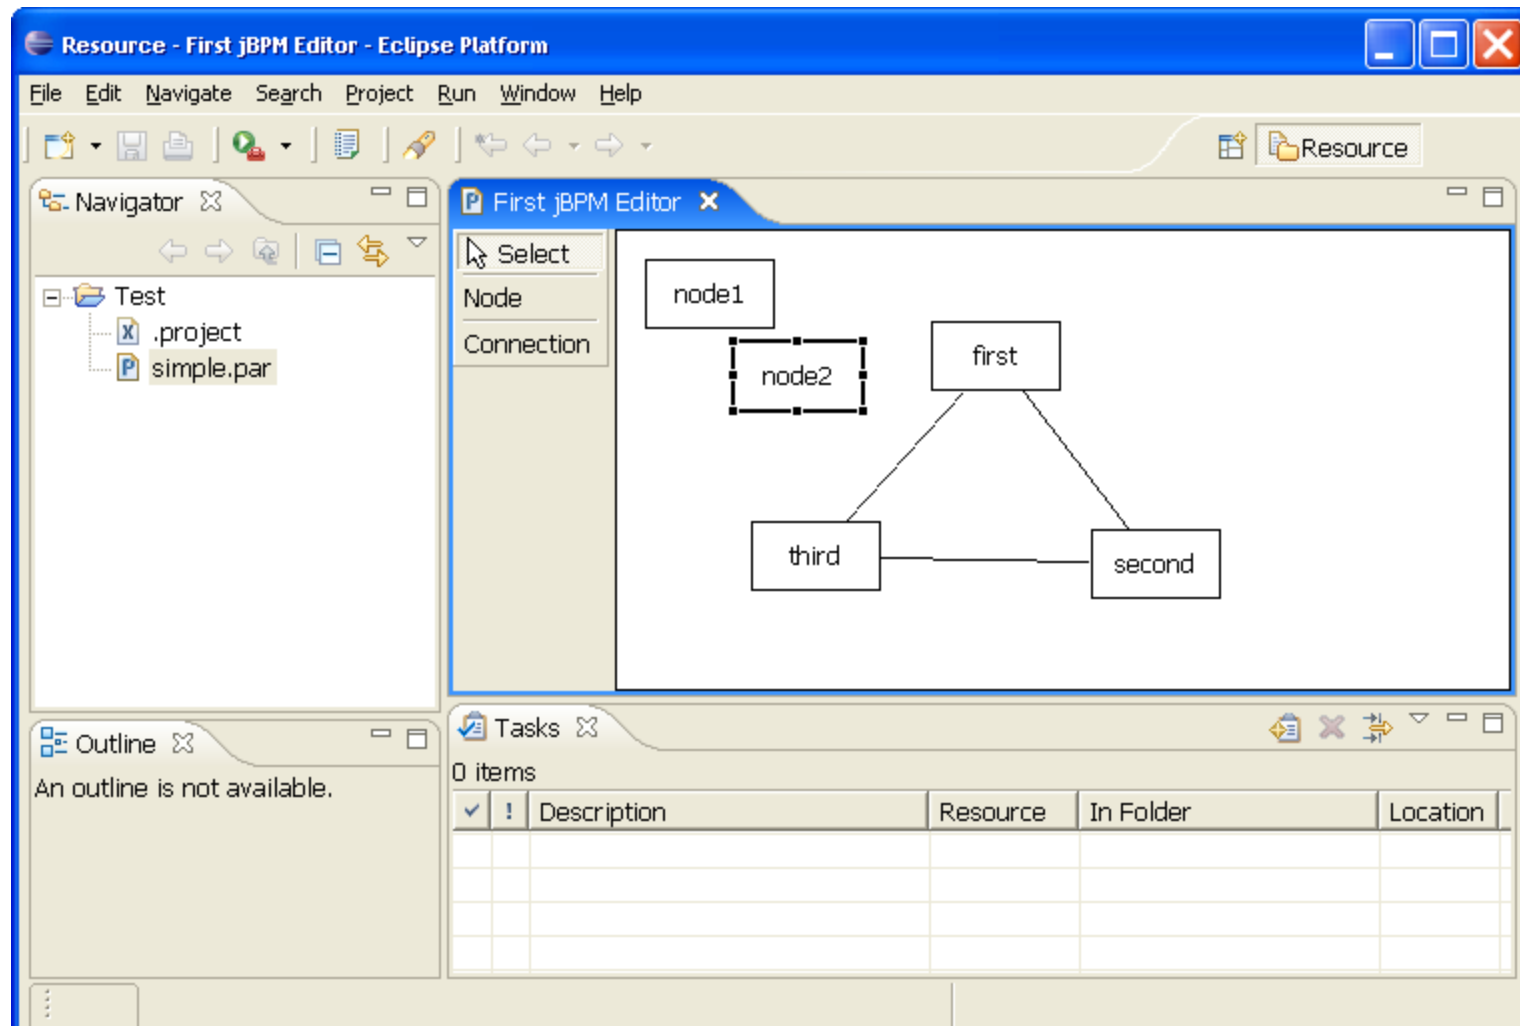 Resource - First jBPM Editor - Eclipse Platform
File Edit Navigate Search Project Run Window Help
Resource
Navigator
First jBPM Editor
Select
Node
Connection
Test
.project
simple.par
node1
node2
first
third
second
Outline
An outline is not available.
Tasks
0 items
! Description Resource In Folder Location